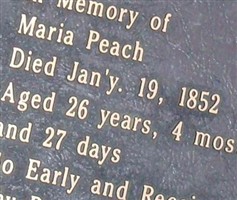 Memory of
Maria Peach
Died Jan'y. 19, 1852
Aged 26 years, 4 mos
and 27 days
Early and